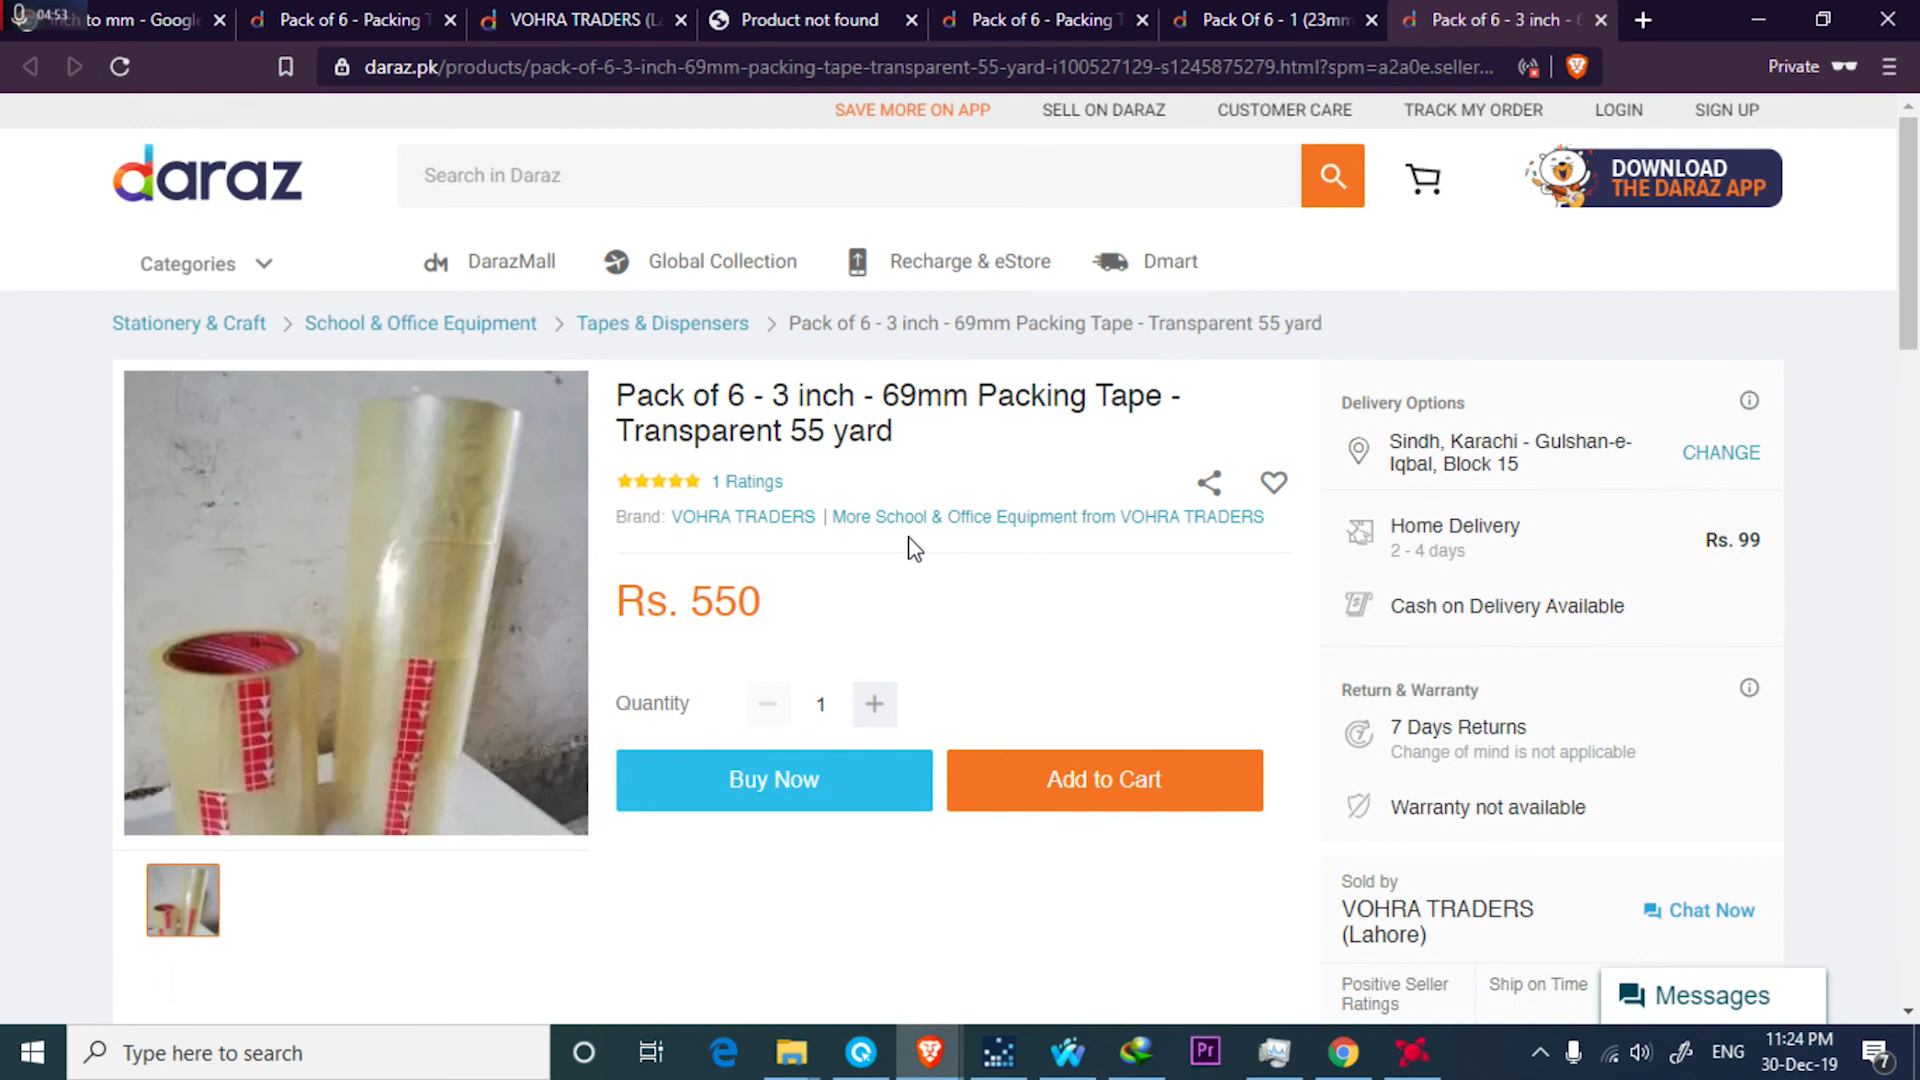 04:53
to mm - Google
Pack of 6 - Packing T
VOHRA TRADERS (La
Product not found
Pack of 6 - Packing T
Pack Of 6 - 1 (23mm
Pack of 6 - 3 inch - 6
daraz.pk/products/pack-of-6-3-inch-69mm-packing-tape-transparent-55-yard-i100527129-s1245875279.html?spm=a2a0e.seller...
Private
SAVE MORE ON APP
SELL ON DARAZ
CUSTOMER CARE
TRACK MY ORDER
LOGIN
SIGN UP
daraz
Search in Daraz
DOWNLOAD
THE DARAZ APP
Categories
dm DarazMall
Global Collection
Recharge & eStore
Dmart
Stationery & Craft > School & Office Equipment > Tapes & Dispensers > Pack of 6 - 3 inch - 69mm Packing Tape - Transparent 55 yard
Pack of 6 - 3 inch - 69mm Packing Tape -
Transparent 55 yard
1 Ratings
Brand: VOHRA TRADERS | More School & Office Equipment from VOHRA TRADERS
Rs. 550
Quantity
1
Buy Now
Add to Cart
Delivery Options
Sindh, Karachi - Gulshan-e-
Iqbal, Block 15
CHANGE
Home Delivery
2 - 4 days
Rs. 99
Cash on Delivery Available
Return & Warranty
7 Days Returns
Change of mind is not applicable
Warranty not available
Sold by
VOHRA TRADERS
(Lahore)
Chat Now
Positive Seller
Ratings
Ship on Time
Messages
Type here to search
Pr
ENG
11:24 PM
30-Dec-19
7